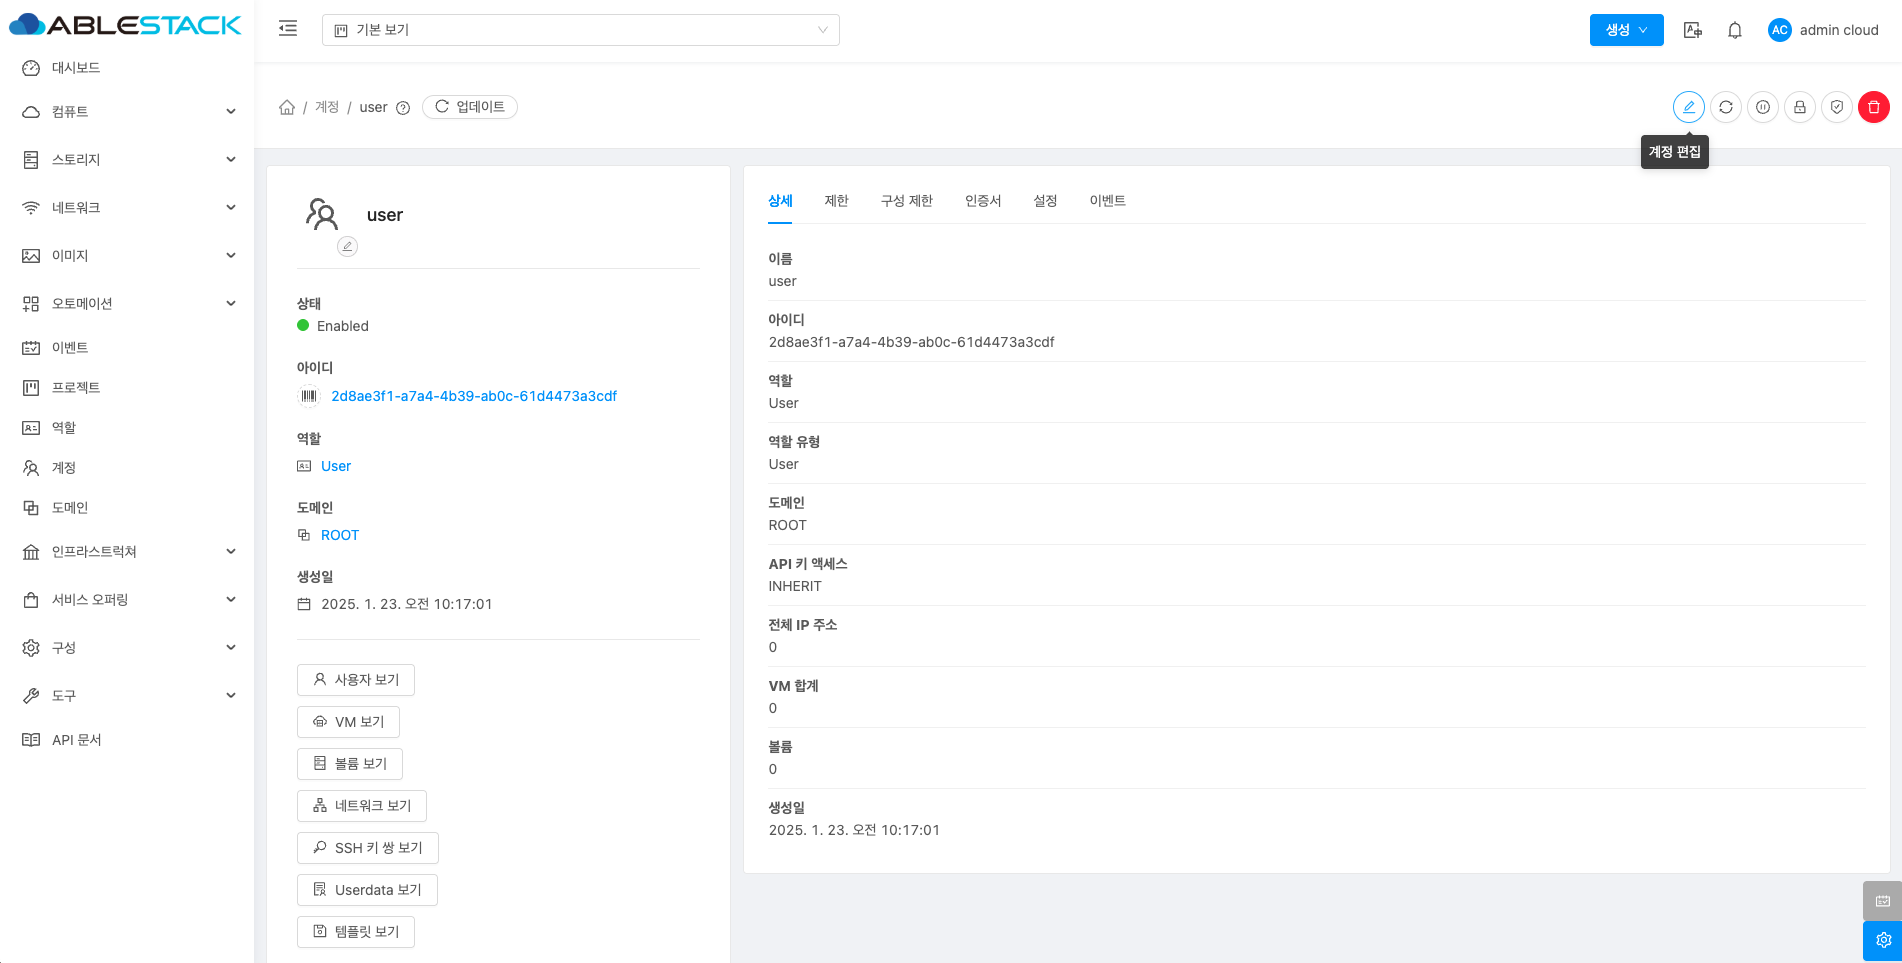 ABLESTACK
기본 보기
생성
AC
admin cloud
대시보드
컴퓨트
스토리지
네트워크
이미지
오토메이션
이벤트
프로젝트
역할
계정
도메인
인프라스트럭쳐
서비스 오퍼링
구성
도구
API 문서
/ 계정 / user
업데이트
계정 편집
user
상태
Enabled
아이디
2d8ae3f1-a7a4-4b39-ab0c-61d4473a3cdf
역할
User
도메인
ROOT
생성일
2025. 1. 23. 오전 10:17:01
사용자 보기
VM 보기
볼륨 보기
네트워크 보기
SSH 키 쌍 보기
Userdata 보기
템플릿 보기
상세 제한 구성 제한 인증서 설정 이벤트
이름
user
아이디
2d8ae3f1-a7a4-4b39-ab0c-61d4473a3cdf
역할
User
역할 유형
User
도메인
ROOT
API 키 액세스
INHERIT
전체 IP 주소
0
VM 합계
0
볼륨
0
생성일
2025. 1. 23. 오전 10:17:01